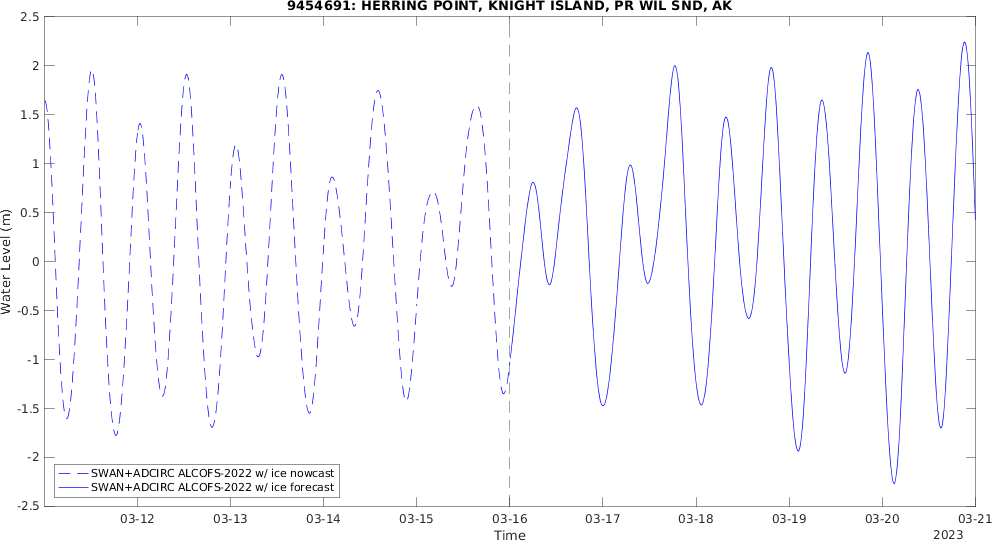 9454691: HERRING POINT, KNIGHT ISLAND, PR WIL SND, AK
2.5
2
1.5
1
0.5
0
-0.5
-1
-1.5
-2
-2.5
Water Level (m)
SWAN+ADCIRC ALCOFS-2022 w/ ice nowcast
SWAN+ADCIRC ALCOFS-2022 w/ ice forecast
03-12 03-13 03-14 03-15 03-16 03-17 03-18 03-19 03-20 03-21
Time
2023